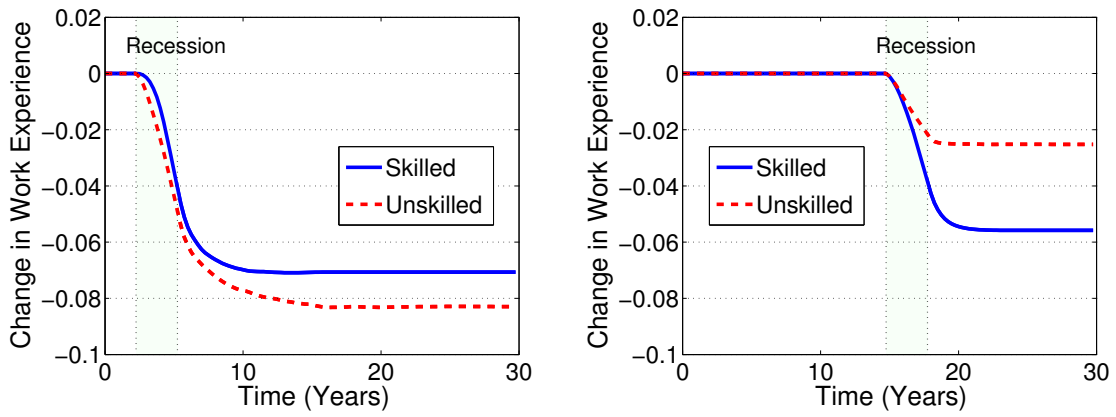 0.02
0
−0.02
−0.04
−0.06
−0.08
−0.1
Change in Work Experience
Recession
Skilled
Unskilled
0
10
20
30
Time (Years)
0.02
0
−0.02
−0.04
−0.06
−0.08
−0.1
Change in Work Experience
Recession
Skilled
Unskilled
0
10
20
30
Time (Years)